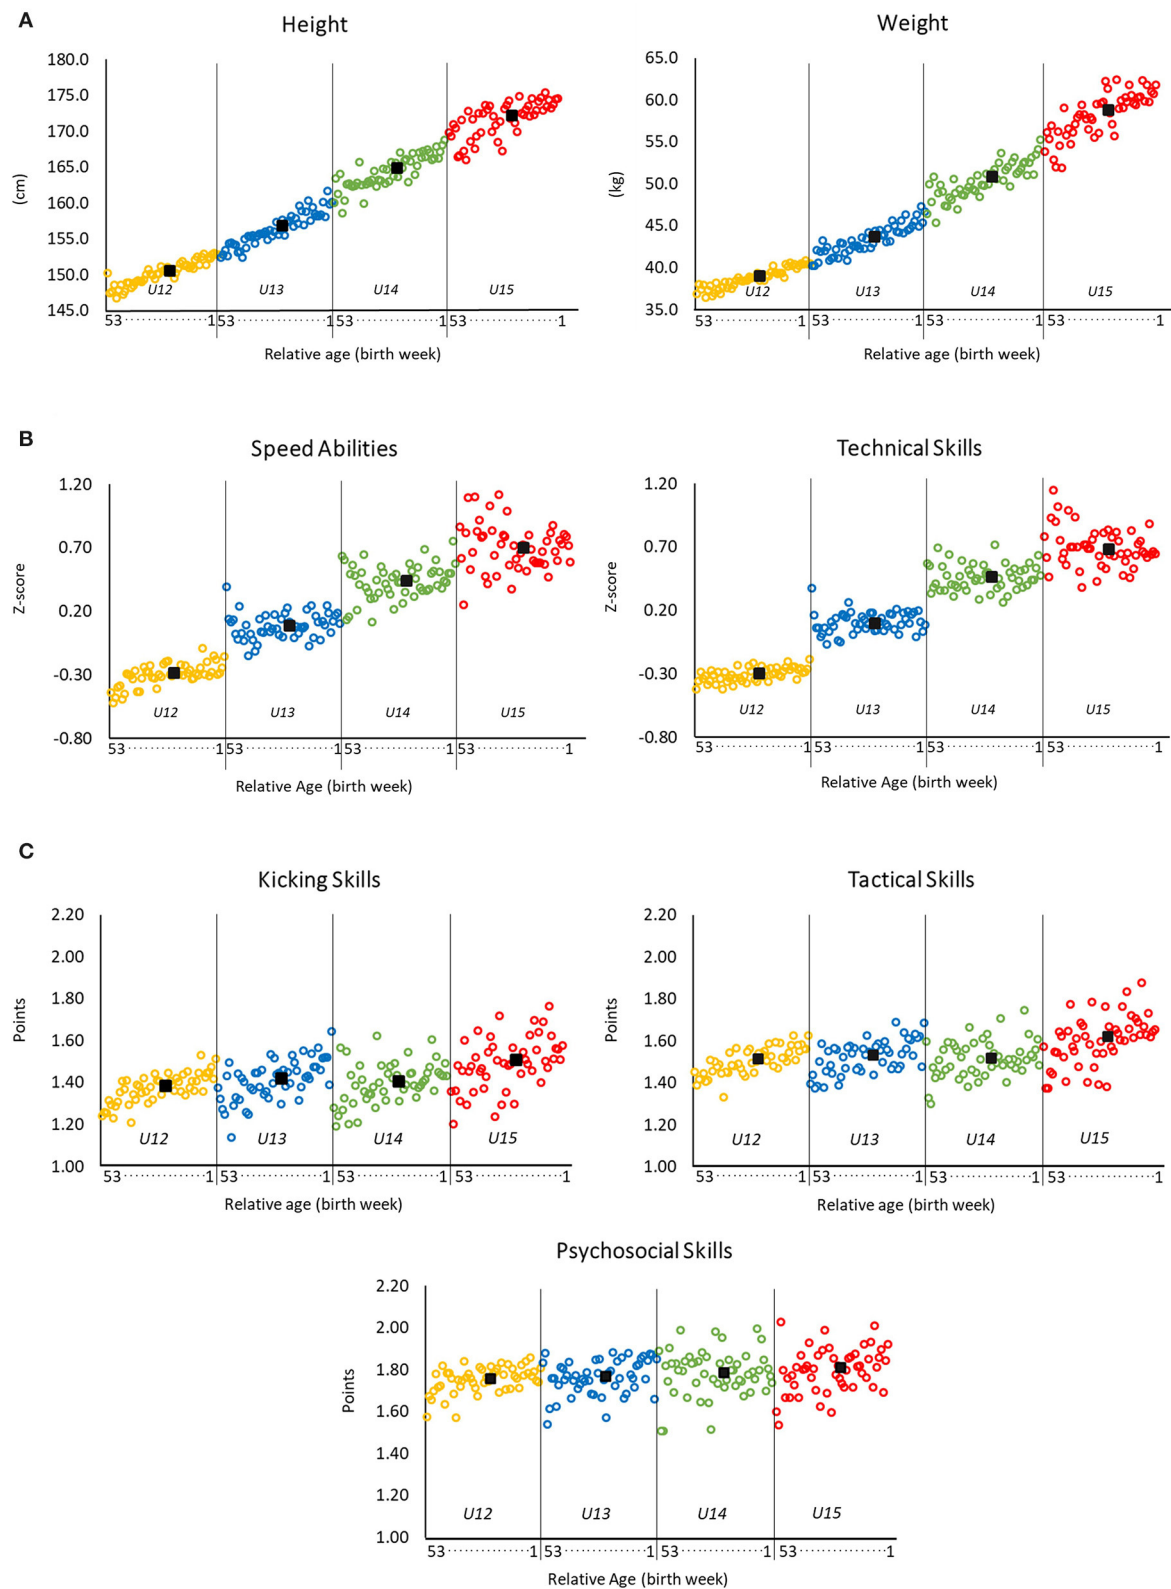 A
Height
Weight
180.0
175.0
170.0
165.0
160.0
155.0
150.0
145.0
(cm)
U12 U13 U14 U15
53 1 53 1 53 1 53 1
Relative age (birth week)
65.0
60.0
55.0
50.0
45.0
40.0
35.0
(kg)
U12 U13 U14 U15
53 1 53 1 53 1 53 1
Relative age (birth week)
B
Speed Abilities
Technical Skills
1.20
0.70
0.20
-0.30
-0.80
Z-score
U12 U13 U14 U15
53 1 53 1 53 1 53 1
Relative Age (birth week)
1.20
0.70
0.20
-0.30
-0.80
Z-score
U12 U13 U14 U15
53 1 53 1 53 1 53 1
Relative Age (birth week)
C
Kicking Skills
Tactical Skills
2.20
2.00
1.80
1.60
1.40
1.20
1.00
Points
U12 U13 U14 U15
53 1 53 1 53 1 53 1
Relative age (birth week)
2.20
2.00
1.80
1.60
1.40
1.20
1.00
Points
U12 U13 U14 U15
53 1 53 1 53 1 53 1
Relative age (birth week)
Psychosocial Skills
2.20
2.00
1.80
1.60
1.40
1.20
1.00
Points
U12 U13 U14 U15
53 1 53 1 53 1 53 1
Relative Age (birth week)